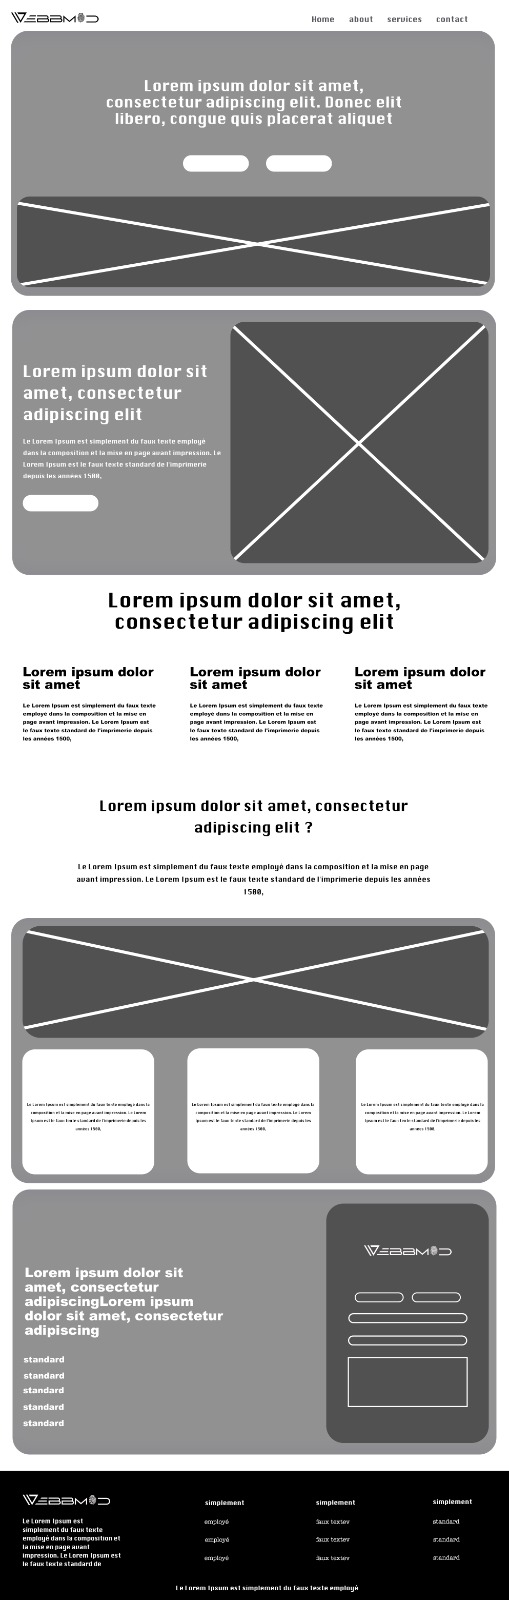 WEBBMOD
Home about services contact
Lorem ipsum dolor sit amet,
consectetur adipiscing elit. Donec elit
libero, congue quis placerat aliquet
Lorem ipsum dolor sit
amet, consectetur
adipiscing elit
Le Lorem Ipsum est simplement du faux texte employé
dans la composition et la mise en page avant impression. Le
Lorem Ipsum est le faux texte standard de l'imprimerie
depuis les années 1500,
Lorem ipsum dolor sit amet,
consectetur adipiscing elit
Lorem ipsum dolor
sit amet
Le Lorem Ipsum est simplement du faux texte
employé dans la composition et la mise en
page avant impression. Le Lorem Ipsum est
le faux texte standard de l'imprimerie depuis
les années 1500,
Lorem ipsum dolor
sit amet
Le Lorem Ipsum est simplement du faux texte
employé dans la composition et la mise en
page avant impression. Le Lorem Ipsum est
le faux texte standard de l'imprimerie depuis
les années 1500,
Lorem ipsum dolor
sit amet
Le Lorem Ipsum est simplement du faux texte
employé dans la composition et la mise en
page avant impression. Le Lorem Ipsum est
le faux texte standard de l'imprimerie depuis
les années 1500,
Lorem ipsum dolor sit amet, consectetur
adipiscing elit ?
Le Lorem Ipsum est simplement du faux texte employé dans la composition et la mise en page
avant impression. Le Lorem Ipsum est le faux texte standard de l'imprimerie depuis les années
1500,
Le Lorem Ipsum est simplement du faux texte employé dans la
composition et la mise en page avant impression. Le Lorem
Ipsum est le faux texte standard de l'imprimerie depuis les
années 1500,
Le Lorem Ipsum est simplement du faux texte employé dans la
composition et la mise en page avant impression. Le Lorem
Ipsum est le faux texte standard de l'imprimerie depuis les
années 1500,
Le Lorem Ipsum est simplement du faux texte employé dans la
composition et la mise en page avant impression. Le Lorem
Ipsum est le faux texte standard de l'imprimerie depuis les
années 1500,
Lorem ipsum dolor sit
amet, consectetur
adipiscingLorem ipsum
dolor sit amet, consectetur
adipiscing
standard
standard
standard
standard
standard
WEBBMOD
WEBBMOD
Le Lorem Ipsum est
simplement du faux texte
employé dans la composition et
la mise en page avant
impression. Le Lorem Ipsum est
le faux texte standard de
simplement
employé
employé
employé
simplement
faux textev
faux textev
faux textev
simplement
standard
standard
standard
Le Lorem Ipsum est simplement du faux texte employé